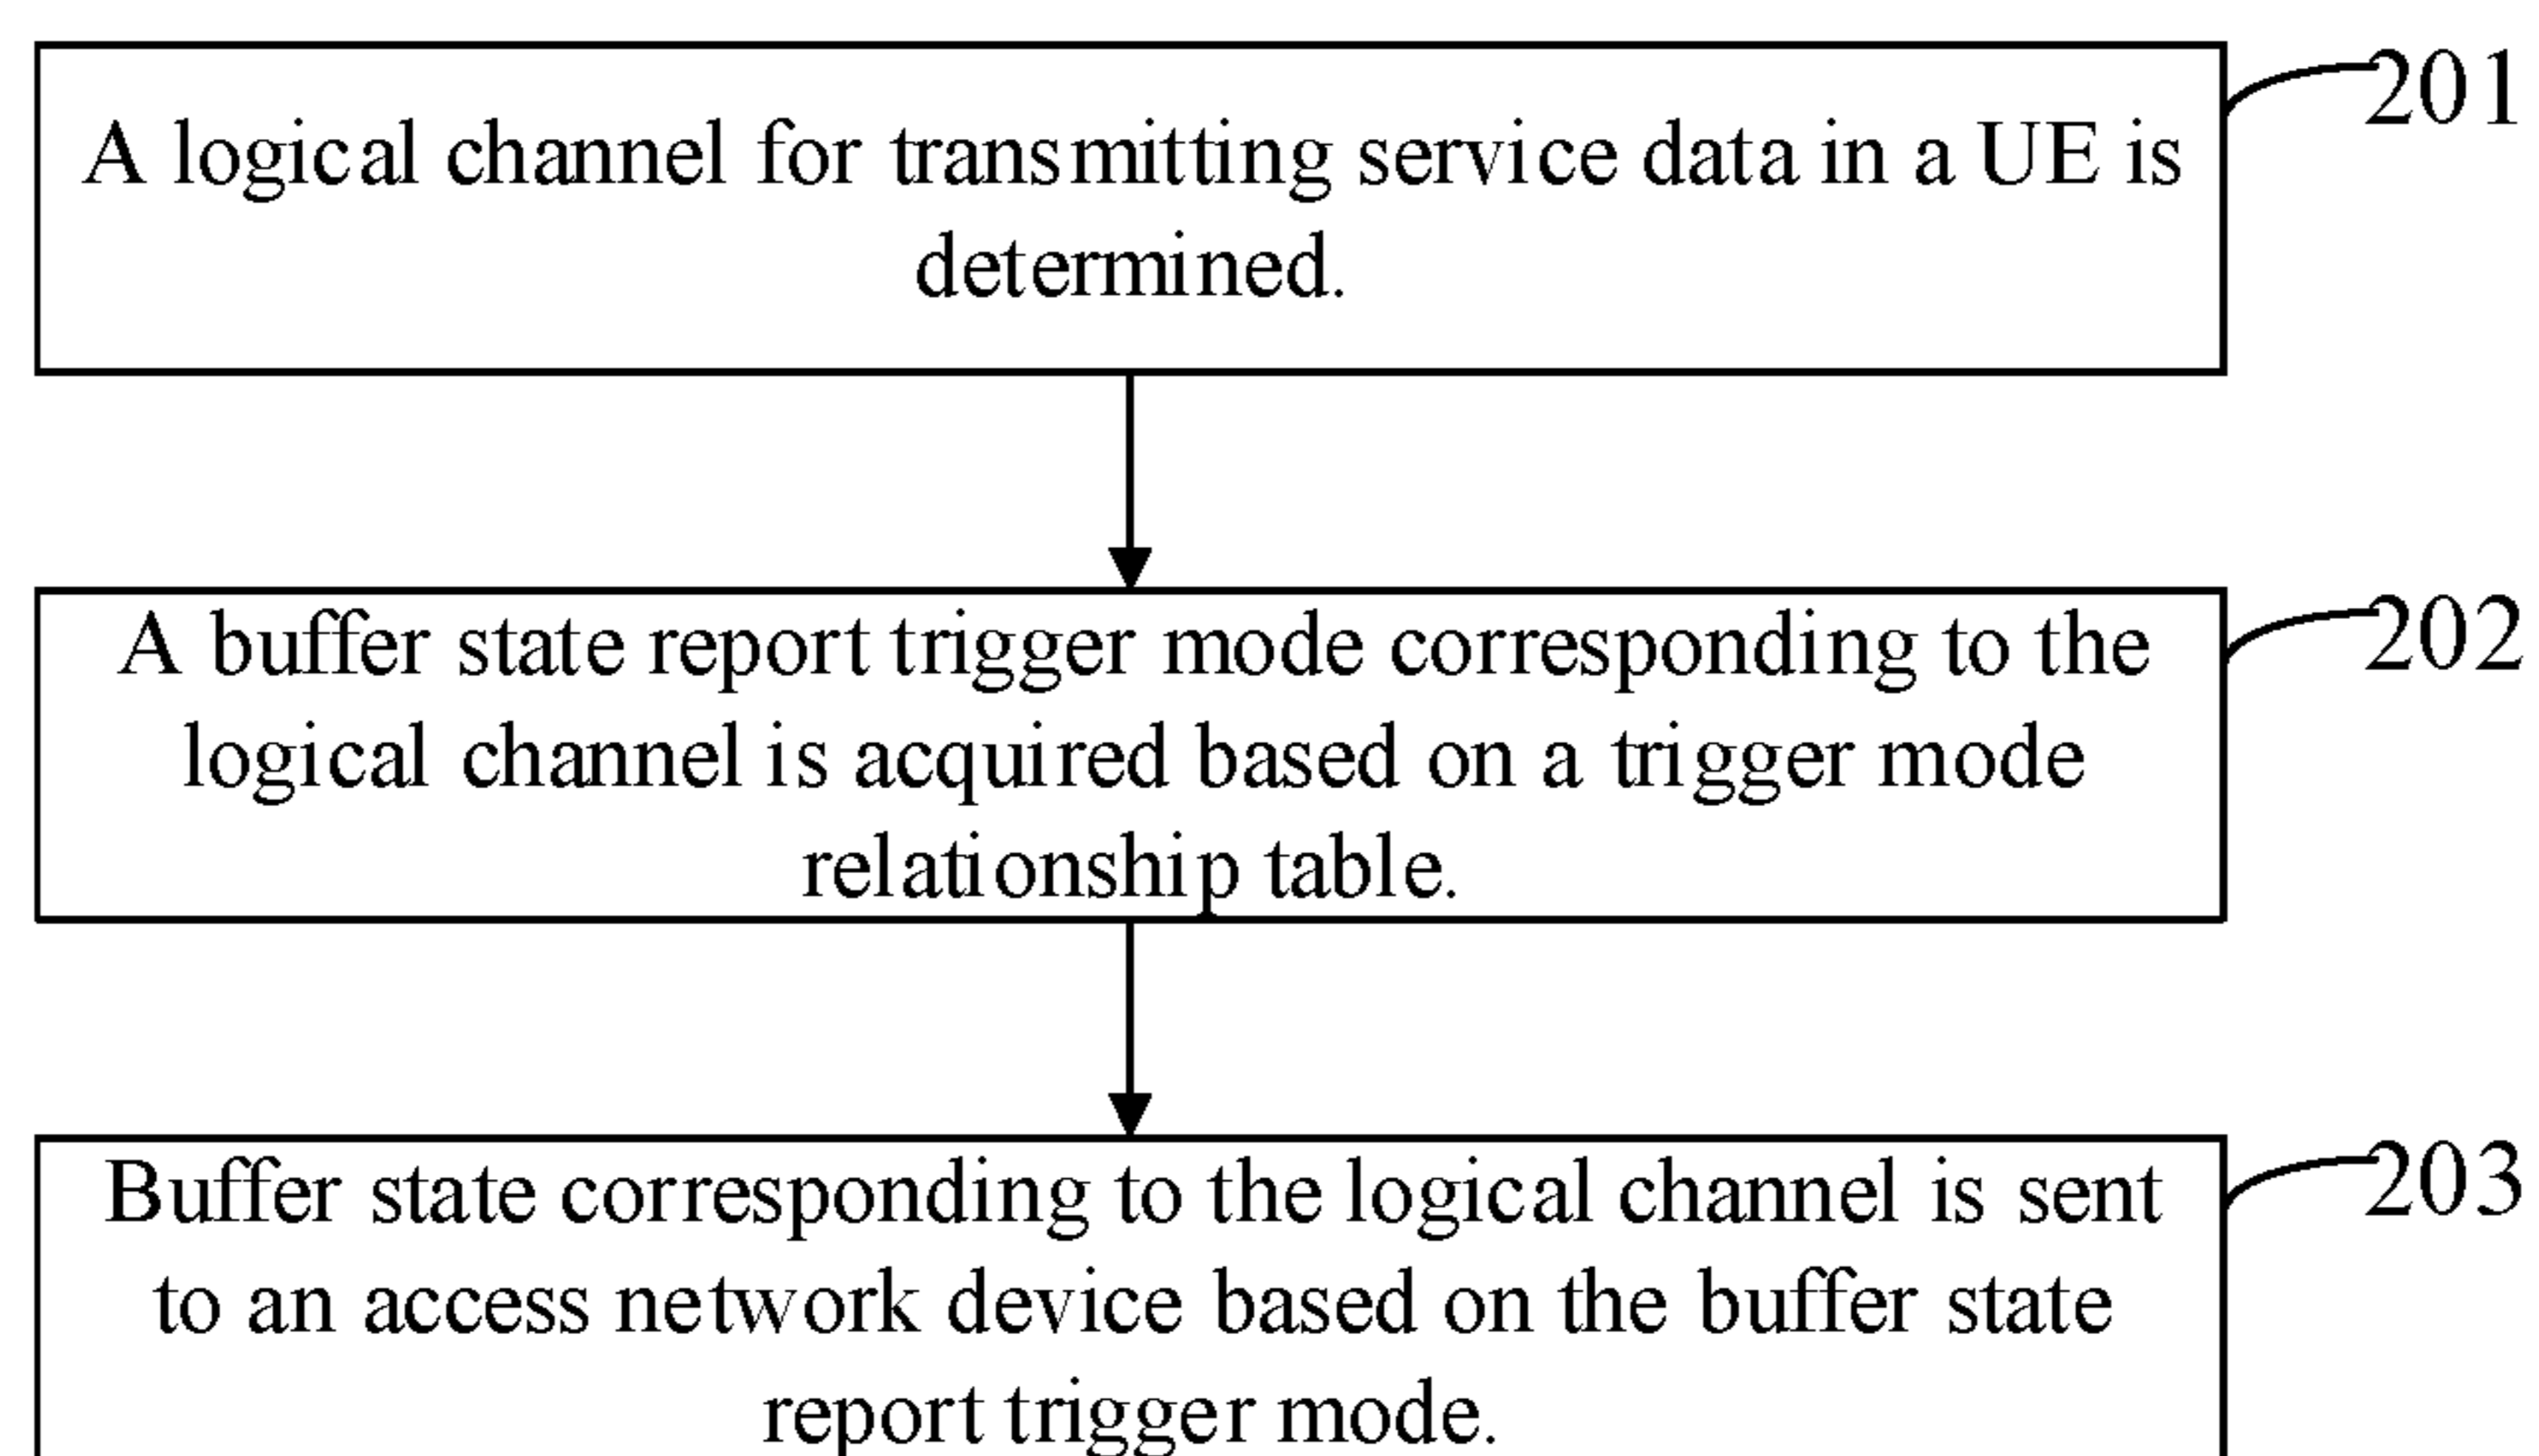 201
A logical channel for transmitting service data in a UE is
determined.
202
A buffer state report trigger mode corresponding to the
logical channel is acquired based on a trigger mode
relationship table.
203
Buffer state corresponding to the logical channel is sent
to an access network device based on the buffer state
report trigger mode.